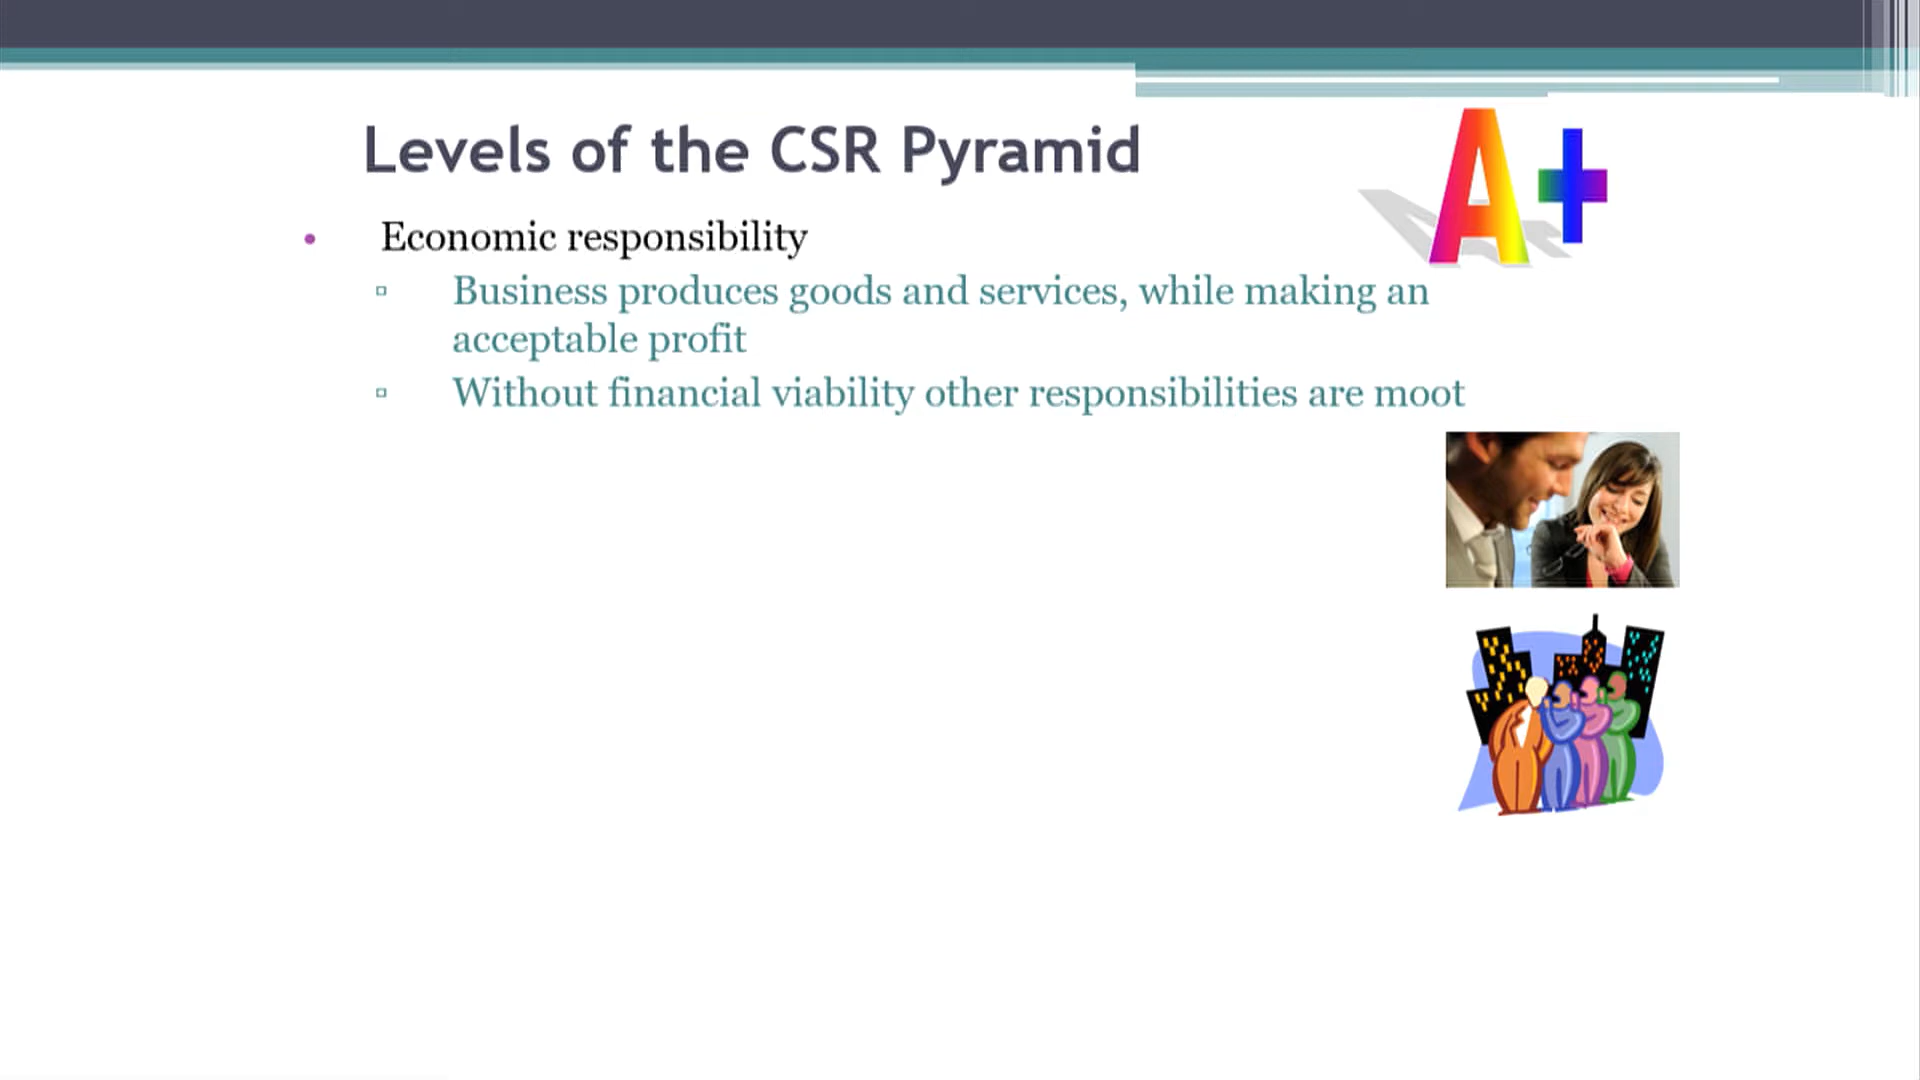 Levels of the CSR Pyramid
A+
• Economic responsibility
▫ Business produces goods and services, while making an
acceptable profit
▫ Without financial viability other responsibilities are moot